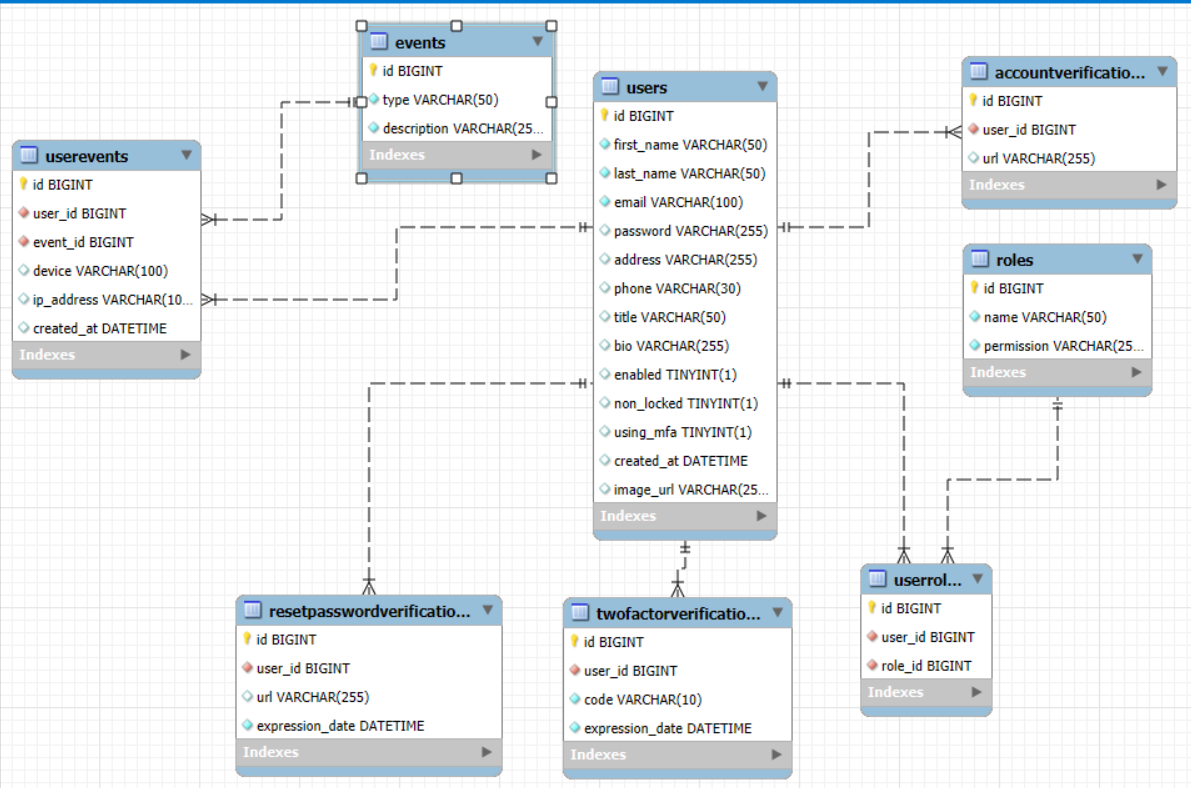 events
id BIGINT
type VARCHAR(50)
description VARCHAR(25...
Indexes
userevents
id BIGINT
user_id BIGINT
event_id BIGINT
device VARCHAR(100)
ip_address VARCHAR(10...
created_at DATETIME
Indexes
users
id BIGINT
first_name VARCHAR(50)
last_name VARCHAR(50)
email VARCHAR(100)
password VARCHAR(255)
address VARCHAR(255)
phone VARCHAR(30)
title VARCHAR(50)
bio VARCHAR(255)
enabled TINYINT(1)
non_locked TINYINT(1)
using_mfa TINYINT(1)
created_at DATETIME
image_url VARCHAR(25...
Indexes
accountverificatio...
id BIGINT
user_id BIGINT
url VARCHAR(255)
Indexes
roles
id BIGINT
name VARCHAR(50)
permission VARCHAR(25...
Indexes
resetpasswordverificatio...
id BIGINT
user_id BIGINT
url VARCHAR(255)
expression_date DATETIME
Indexes
twofactorverificatio...
id BIGINT
user_id BIGINT
code VARCHAR(10)
expression_date DATETIME
Indexes
userrol...
id BIGINT
user_id BIGINT
role_id BIGINT
Indexes